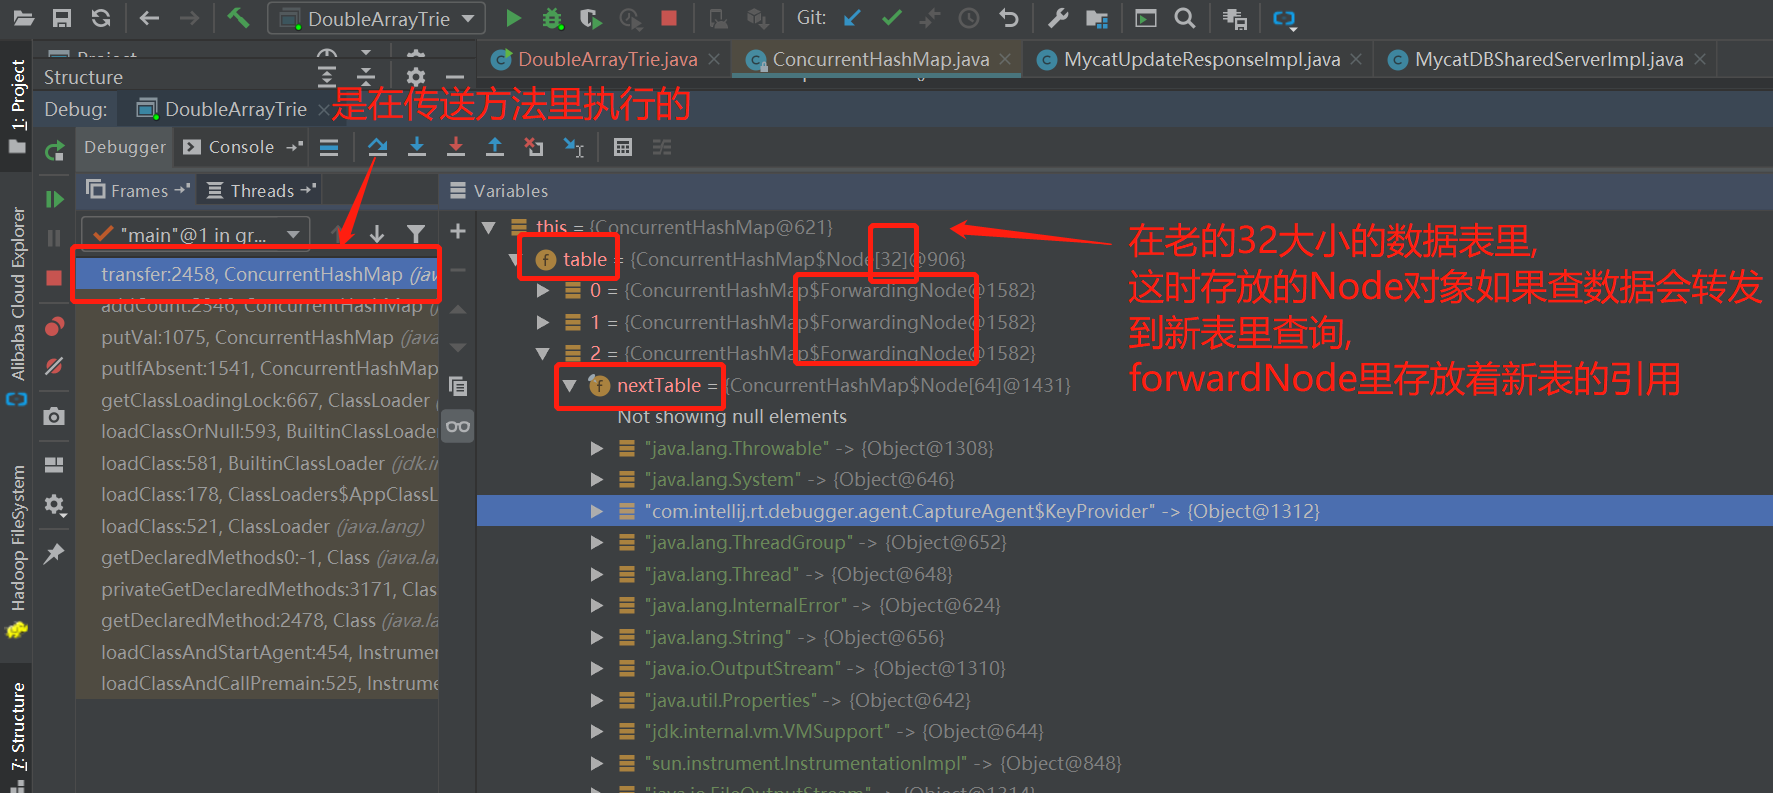 DoubleArrayTrie
Git:
Project
DoubleArrayTrie.java
ConcurrentHashMap.java
MycatUpdateResponseImpl.java
MycatDBSharedServerImpl.java
Structure
Debug:
DoubleArrayTrie
是在传送方法里执行的
Debugger
Console
Frames
Threads
Variables
"main"@1 in gr...
transfer:2458, ConcurrentHashMap (jav
addCount:2346, ConcurrentHashMap (
putVal:1075, ConcurrentHashMap (java
putIfAbsent:1541, ConcurrentHashMap
getClassLoadingLock:667, ClassLoader (
loadClassOrNull:593, BuiltinClassLoade
loadClass:581, BuiltinClassLoader (jdk.in
loadClass:178, ClassLoaders$AppClassL
loadClass:521, ClassLoader (java.lang)
getDeclaredMethods0:-1, Class (java.lan
privateGetDeclaredMethods:3171, Clas
getDeclaredMethod:2478, Class (java.la
loadClassAndStartAgent:454, Instrumer
loadClassAndCallPremain:525, Instrume
this = {ConcurrentHashMap@621}
table = {ConcurrentHashMap$Node[32]@906}
0 = {ConcurrentHashMap$ForwardingNode@1582}
1 = {ConcurrentHashMap$ForwardingNode@1582}
2 = {ConcurrentHashMap$ForwardingNode@1582}
nextTable = {ConcurrentHashMap$Node[64]@1431}
Not showing null elements
"java.lang.Throwable" -> {Object@1308}
"java.lang.System" -> {Object@646}
"com.intellij.rt.debugger.agent.CaptureAgent$KeyProvider" -> {Object@1312}
"java.lang.ThreadGroup" -> {Object@652}
"java.lang.Thread" -> {Object@648}
"java.lang.InternalError" -> {Object@624}
"java.lang.String" -> {Object@656}
"java.io.OutputStream" -> {Object@1310}
"java.util.Properties" -> {Object@642}
"jdk.internal.vm.VMSupport" -> {Object@644}
"sun.instrument.InstrumentationImpl" -> {Object@848}
"java.io.FileOutputStream" -> {Object@1314}
在老的32大小的数据表里,
这时存放的Node对象如果查数据会转发
到新表里查询,
forwardNode里存放着新表的引用
1: Project
Alibaba Cloud Explorer
Hadoop FileSystem
7: Structure